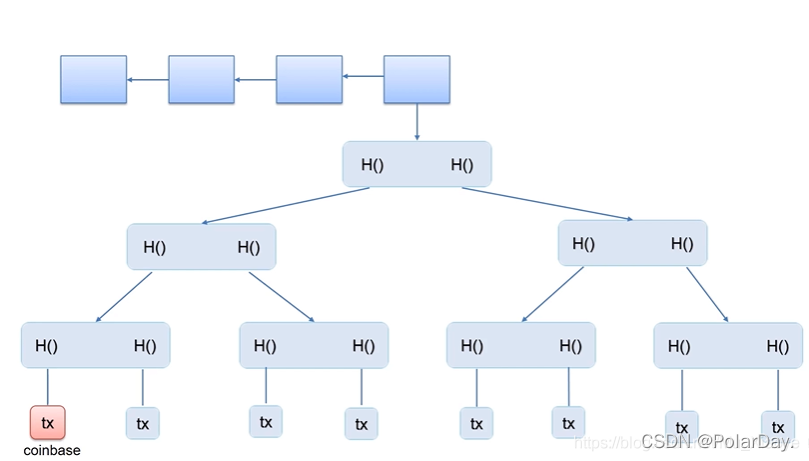 H() H()
H() H() H() H()
H() H() H() H() H() H() H() H()
tx tx tx tx tx tx tx tx
coinbase
CSDN @PolarDay.